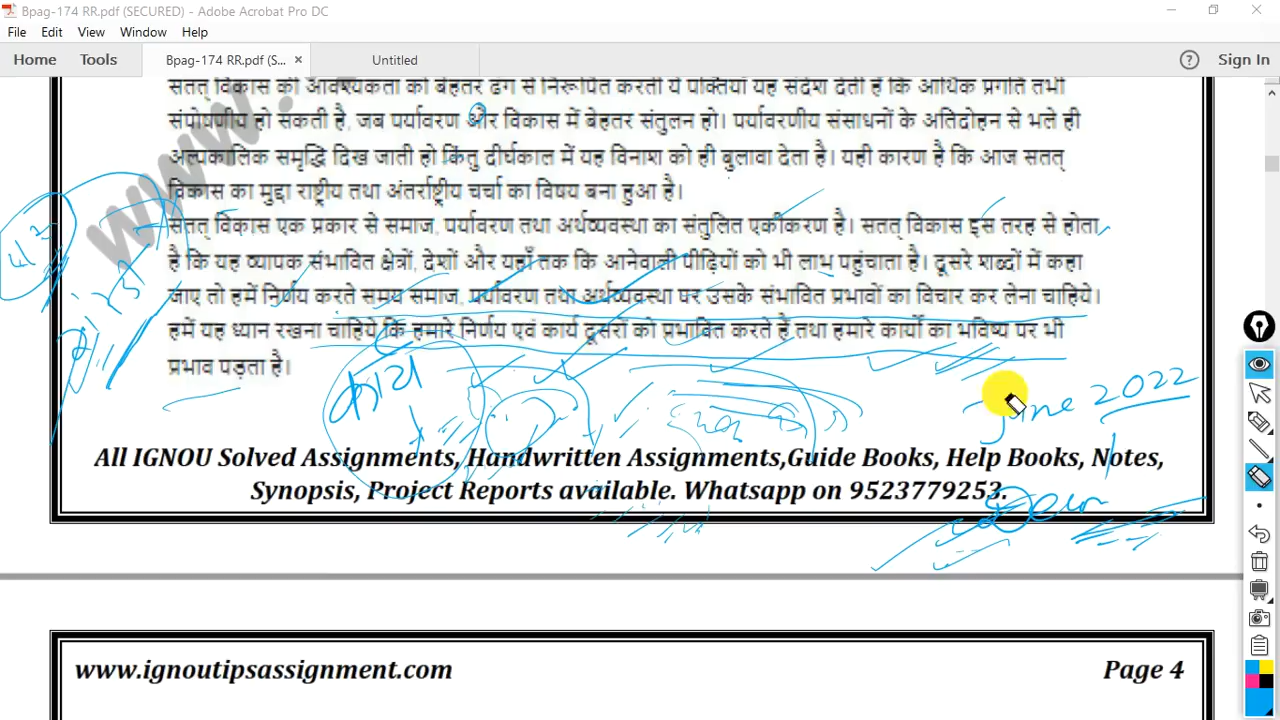 Bpag-174 RR.pdf (SECURED) - Adobe Acrobat Pro DC
File Edit View Window Help
Home Tools Bpag-174 RR.pdf (S... × Untitled Sign In
सतत् विकास की आवश्यकता को बेहतर ढंग से निरूपित करती ये पंक्तियाँ यह संदेश देती हैं कि आर्थिक प्रगति तभी
संपोषणीय हो सकती है, जब पर्यावरण और विकास में बेहतर संतुलन हो। पर्यावरणीय संसाधनों के अतिदोहन से भले ही
अल्पकालिक समृद्धि दिख जाती हो किंतु दीर्घकाल में यह विनाश को ही बुलावा देता है। यही कारण है कि आज सतत्
विकास का मुद्दा राष्ट्रीय तथा अंतर्राष्ट्रीय चर्चा का विषय बना हुआ है।
सतत् विकास एक प्रकार से समाज, पर्यावरण तथा अर्थव्यवस्था का संतुलित एकीकरण है। सतत् विकास इस तरह से होता
है कि यह व्यापक संभावित क्षेत्रों, देशों और यहाँ तक कि आनेवाली पीढ़ियों को भी लाभ पहुंचाता है। दूसरे शब्दों में कहा
जाए तो हमें निर्णय करते समय समाज, पर्यावरण तथा अर्थव्यवस्था पर उसके संभावित प्रभावों का विचार कर लेना चाहिये।
हमें यह ध्यान रखना चाहिये कि हमारे निर्णय एवं कार्य दूसरों को प्रभावित करते हैं तथा हमारे कार्यों का भविष्य पर भी
प्रभाव पड़ता है।
June 2022
All IGNOU Solved Assignments, Handwritten Assignments,Guide Books, Help Books, Notes,
Synopsis, Project Reports available. Whatsapp on 9523779253.
www.ignoutipsassignment.com Page 4